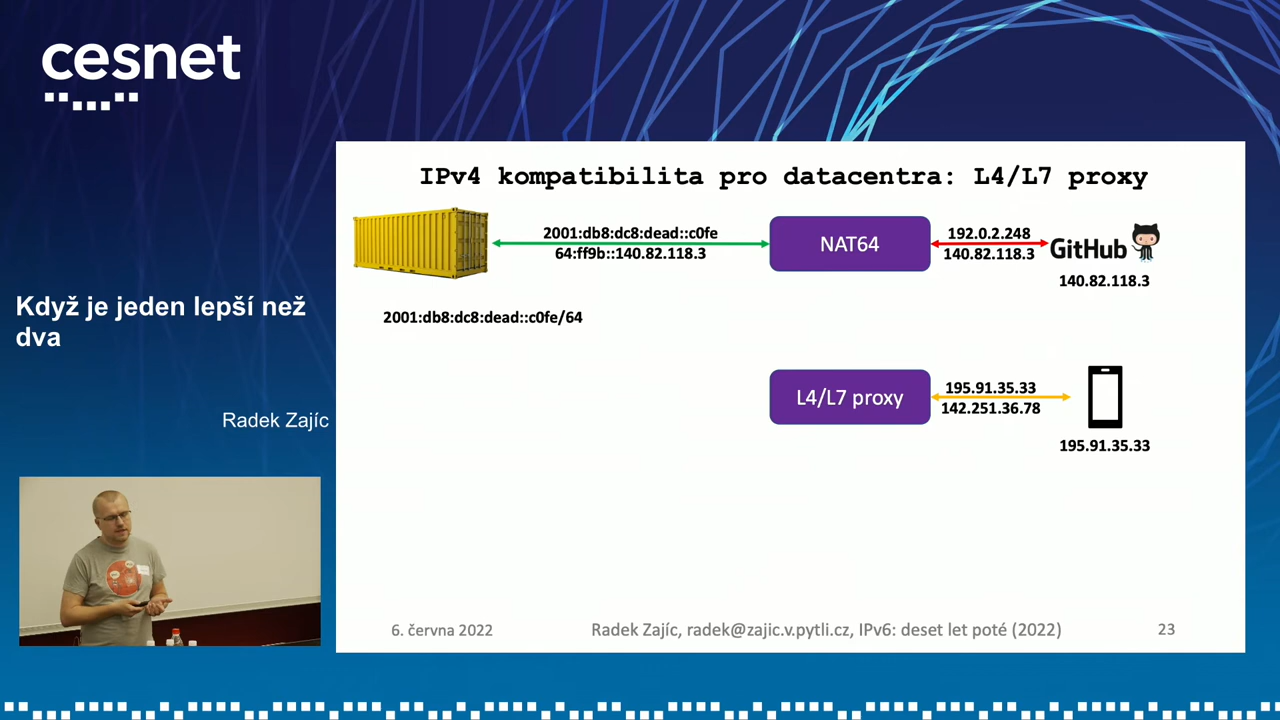 cesnet
IPv4 kompatibilita pro datacentra: L4/L7 proxy
2001:db8:dc8:dead::c0fe
64:ff9b::140.82.118.3
NAT64
192.0.2.248
140.82.118.3
GitHub
140.82.118.3
2001:db8:dc8:dead::c0fe/64
Když je jeden lepší než
dva
L4/L7 proxy
195.91.35.33
142.251.36.78
195.91.35.33
Radek Zajíc
6. června 2022
Radek Zajíc, radek@zajic.v.pytli.cz, IPv6: deset let poté (2022)
23